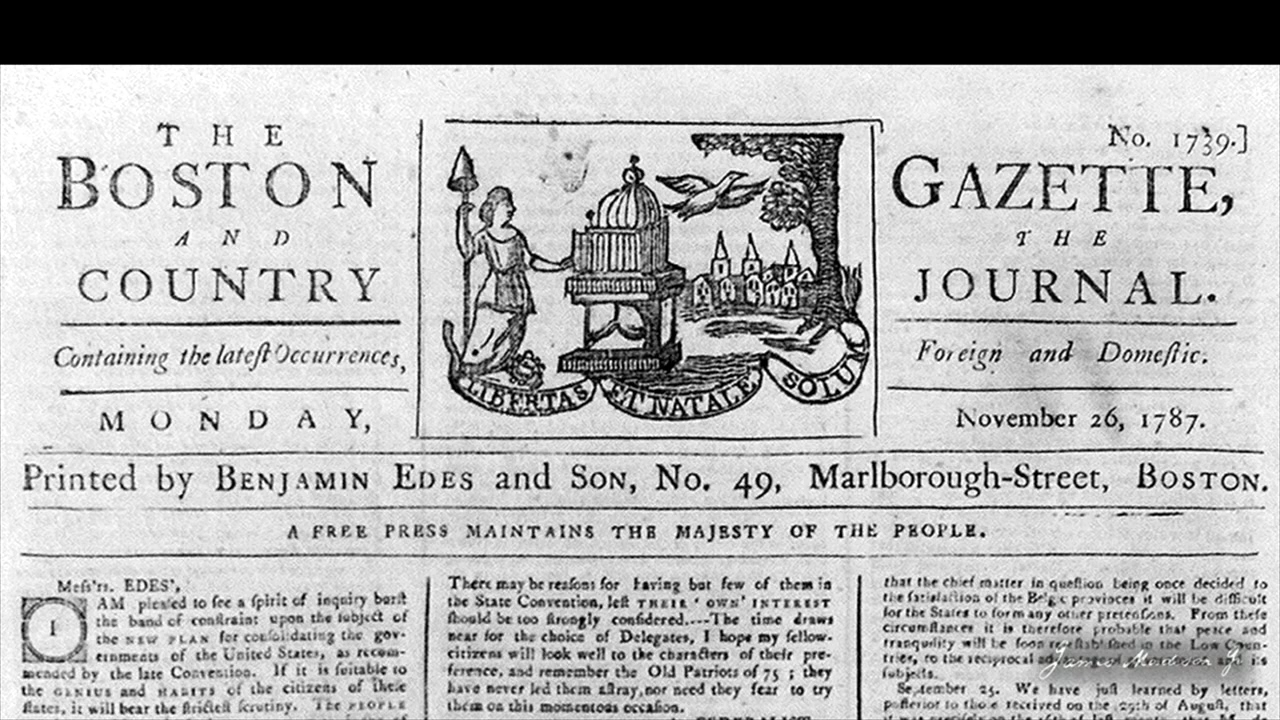 THE
BOSTON
AND
COUNTRY
Containing the lateſt Occurrences,
MONDAY,
LIBERTAS ET NATALE SOLUM
No. 1739.]
GAZETTE,
THE
JOURNAL.
Foreign and Domeſtic.
November 26, 1787.
Printed by BENJAMIN EDES and SON, No. 49, Marlborough-Street, BOSTON.
A FREE PRESS MAINTAINS THE MAJESTY OF THE PEOPLE.
Meſs'rs. EDES',
I AM pleaſed to ſee a ſpirit of inquiry burſt
the band of conſtraint upon the ſubject of
the NEW PLAN for conſolidating the gov-
ernments of the United States, as recom-
mended by the late Convention. If it is ſuitable to
the GENIUS and HABITS of the citizens of theſe
ſtates, it will bear the ſtricteſt ſcrutiny. The PEOPLE
There may be reaſons for having but few of them in
the State Convention, leſt THEIR ' OWN' INTEREST
ſhould be too ſtrongly conſidered.---The time draws
near for the choice of Delegates, I hope my fellow-
citizens will look well to the characters of their pre-
ference, and remember the Old Patriots of 75 ; they
have never led them aſtray, nor need they fear to try
them on this momentous occaſion.
that the chief matter in queſtion being once decided to
the ſatisfaction of the Belgic provinces it will be difficult
for the States to form any other pretenſions. From theſe
circumſtances it is therefore probable that peace and
tranquility will be ſoon re-eſtabliſhed in the Low Coun-
tries, to the reciprocal and its
ſubjects.
September 25. We have juſt learned by letters,
poſterior to thoſe received on the 29th of Auguſt, that